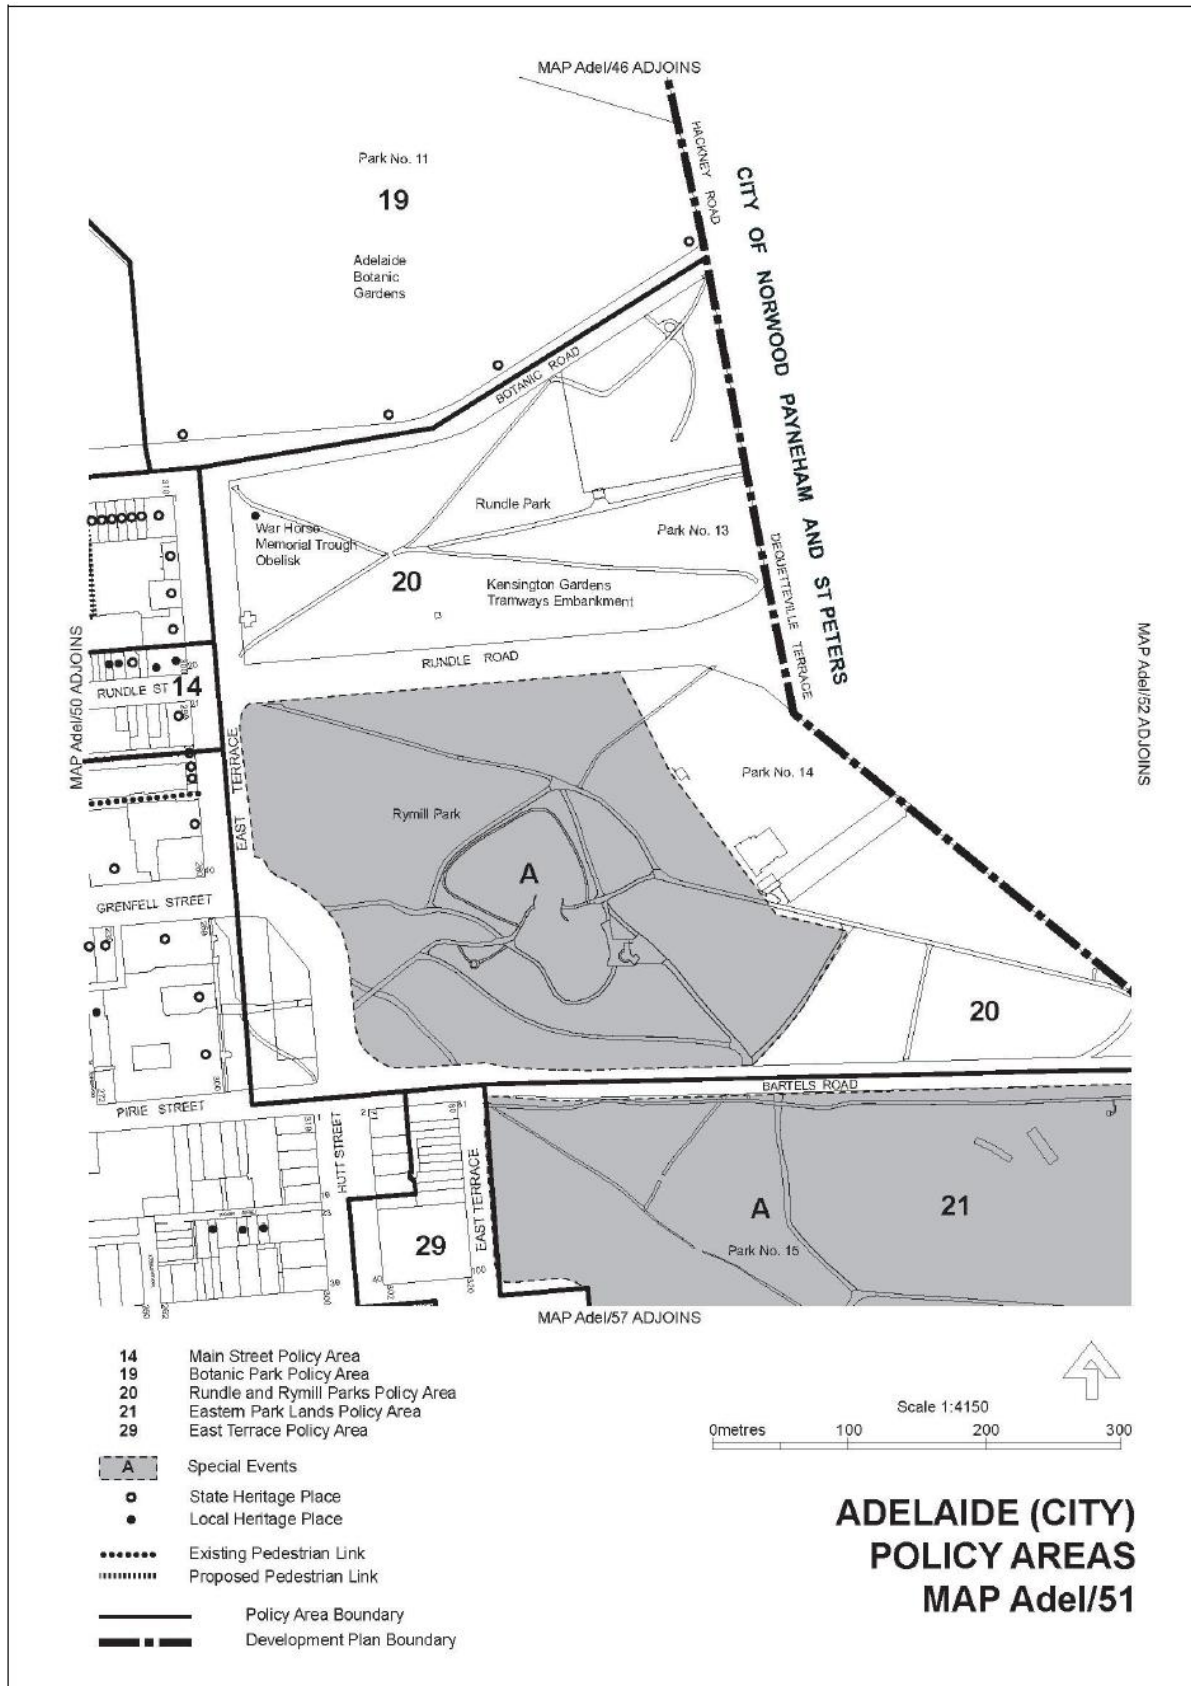 MAP Adel/46 ADJOINS
HACKNEY ROAD
CITY OF NORWOOD PAYNEHAM AND ST PETERS
Park No. 11
19
Adelaide
Botanic
Gardens
BOTANIC ROAD
Rundle Park
Park No. 13
War Horse
Memorial Trough
Obelisk
20
Kensington Gardens
Tramways Embankment
DEQUETTEVILLE TERRACE
RUNDLE ROAD
MAP Adel/50 ADJOINS
MAP Adel/52 ADJOINS
RUNDLE ST
14
EAST TERRACE
Park No. 14
Rymill Park
A
GRENFELL STREET
20
BARTELS ROAD
PIRIE STREET
HUTT STREET
EAST TERRACE
A
21
Park No. 15
29
MAP Adel/57 ADJOINS
14 Main Street Policy Area
19 Botanic Park Policy Area
20 Rundle and Rymill Parks Policy Area
21 Eastern Park Lands Policy Area
29 East Terrace Policy Area
A Special Events
State Heritage Place
Local Heritage Place
Existing Pedestrian Link
Proposed Pedestrian Link
Policy Area Boundary
Development Plan Boundary
Scale 1:4150
0metres 100 200 300
ADELAIDE (CITY)
POLICY AREAS
MAP Adel/51